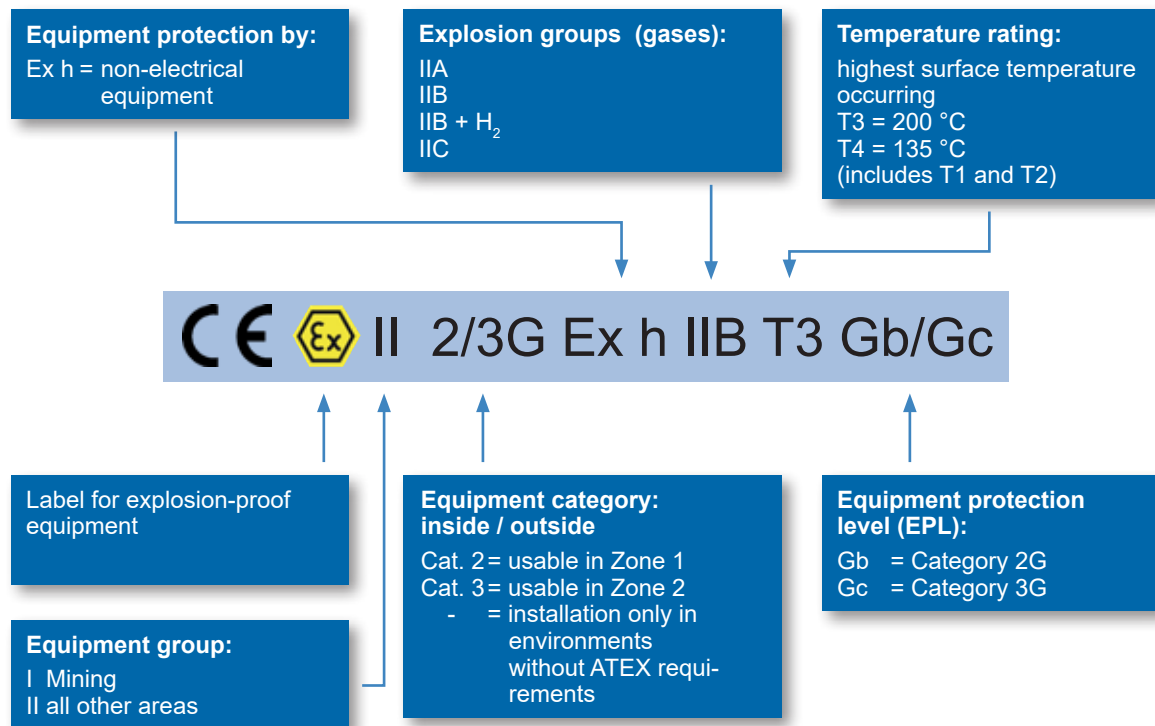 Equipment protection by:
Ex h = non-electrical
equipment
Explosion groups (gases):
IIA
IIB
IIB + H₂
IIC
Temperature rating:
highest surface temperature
occurring
T3 = 200 °C
T4 = 135 °C
(includes T1 and T2)
CE Ex II 2/3G Ex h IIB T3 Gb/Gc
Label for explosion-proof
equipment
Equipment group:
I Mining
II all other areas
Equipment category:
inside / outside
Cat. 2 = usable in Zone 1
Cat. 3 = usable in Zone 2
- = installation only in
environments
without ATEX requi-
rements
Equipment protection
level (EPL):
Gb = Category 2G
Gc = Category 3G